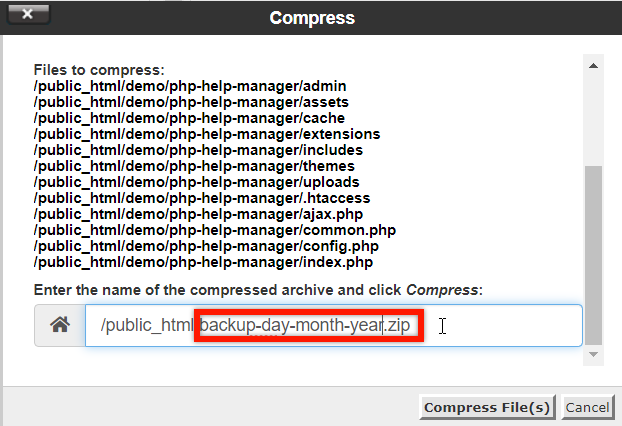 Compress
Files to compress:
/public_html/demo/php-help-manager/admin
/public_html/demo/php-help-manager/assets
/public_html/demo/php-help-manager/cache
/public_html/demo/php-help-manager/extensions
/public_html/demo/php-help-manager/includes
/public_html/demo/php-help-manager/themes
/public_html/demo/php-help-manager/uploads
/public_html/demo/php-help-manager/.htaccess
/public_html/demo/php-help-manager/ajax.php
/public_html/demo/php-help-manager/common.php
/public_html/demo/php-help-manager/config.php
/public_html/demo/php-help-manager/index.php
Enter the name of the compressed archive and click Compress:
/public_html/backup-day-month-year.zip
Compress File(s) Cancel